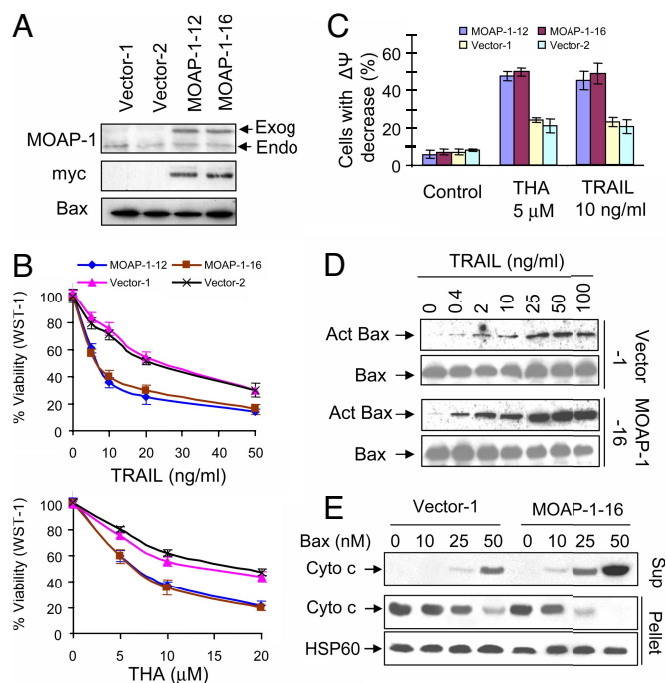 A
Vector-1
Vector-2
MOAP-1-12
MOAP-1-16
MOAP-1
Exog
Endo
myc
Bax
B
MOAP-1-12
MOAP-1-16
Vector-1
Vector-2
% Viability (WST-1)
100
80
60
40
20
0
0 10 20 30 40 50
TRAIL (ng/ml)
% Viability (WST-1)
100
80
60
40
20
0
0 5 10 15 20
THA (μM)
C
MOAP-1-12
MOAP-1-16
Vector-1
Vector-2
Cells with ΔΨ
decrease (%)
60
40
20
0
Control
THA
5 μM
TRAIL
10 ng/ml
D
TRAIL (ng/ml)
0 0.4 2 10 25 50 100
Act Bax
Bax
Vector
-1
Act Bax
Bax
MOAP-1
-16
E
Vector-1 MOAP-1-16
Bax (nM) 0 10 25 50 0 10 25 50
Cyto c
Sup
Cyto c
HSP60
Pellet